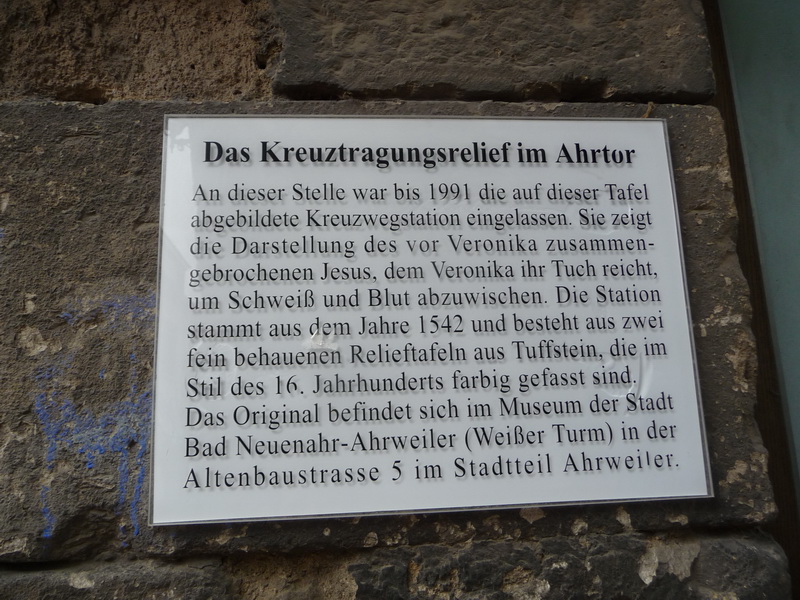 Das Kreuztragungsrelief im Ahrtor
An dieser Stelle war bis 1991 die auf dieser Tafel
abgebildete Kreuzwegstation eingelassen. Sie zeigt
die Darstellung des vor Veronika zusammen-
gebrochenen Jesus, dem Veronika ihr Tuch reicht,
um Schweiß und Blut abzuwischen. Die Station
stammt aus dem Jahre 1542 und besteht aus zwei
fein behauenen Relieftafeln aus Tuffstein, die im
Stil des 16. Jahrhunderts farbig gefasst sind.
Das Original befindet sich im Museum der Stadt
Bad Neuenahr-Ahrweiler (Weißer Turm) in der
Altenbaustrasse 5 im Stadtteil Ahrweiler.